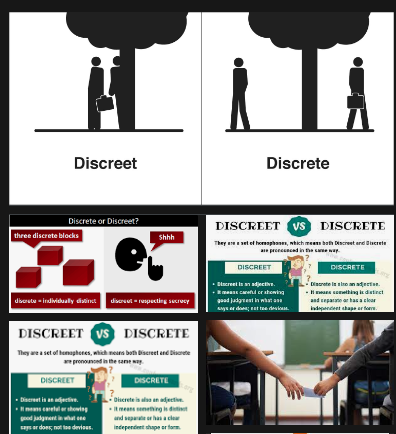 Discreet
Discrete
Discrete or Discreet?
three discrete blocks
Shhh
discrete = individually distinct
discreet = respecting secrecy
DISCREET VS DISCRETE
They are a set of homophones, which means both Discreet and Discrete
are pronounced in the same way.
DISCREET
DISCRETE
Discreet is an adjective.
It means careful or showing
good judgment in what one
says or does; not too devious.
Discrete is also an adjective.
It means something is distinct
and separate or has a clear
independent shape or form.
DISCREET VS DISCRETE
They are a set of homophones, which means both Discreet and Discrete
are pronounced in the same way.
DISCREET
DISCRETE
Discreet is an adjective.
It means careful or showing
good judgment in what one
says or does; not too devious.
Discrete is also an adjective.
It means something is distinct
and separate or has a clear
independent shape or form.